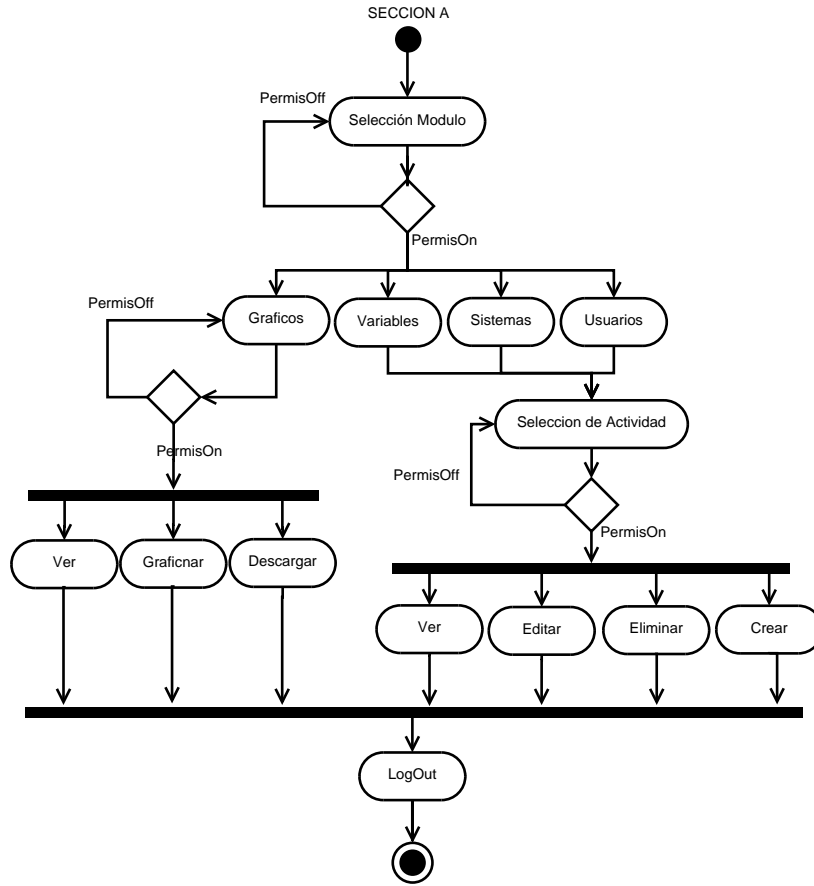 SECCION A
PermisOff
Selección Modulo
PermisOn
PermisOff
Graficos
Variables
Sistemas
Usuarios
Seleccion de Actividad
PermisOn
PermisOff
PermisOn
Ver
Graficnar
Descargar
Ver
Editar
Eliminar
Crear
LogOut